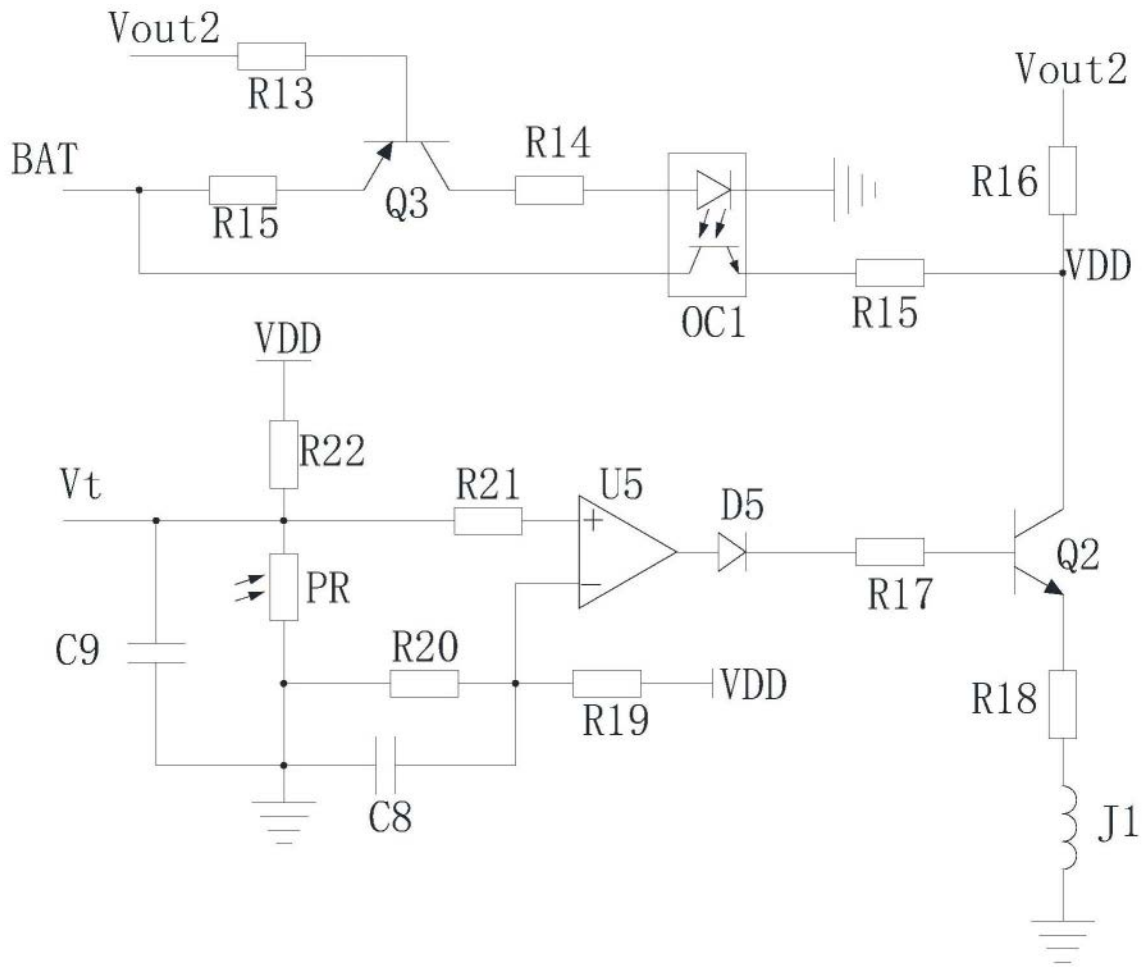 Vout2
R13
Vout2
BAT
R14
R16
R15
Q3
VDD
OC1
R15
VDD
R22
Vt
R21
U5
D5
+
Q2
PR
−
R17
C9
R20
VDD
R19
R18
C8
J1